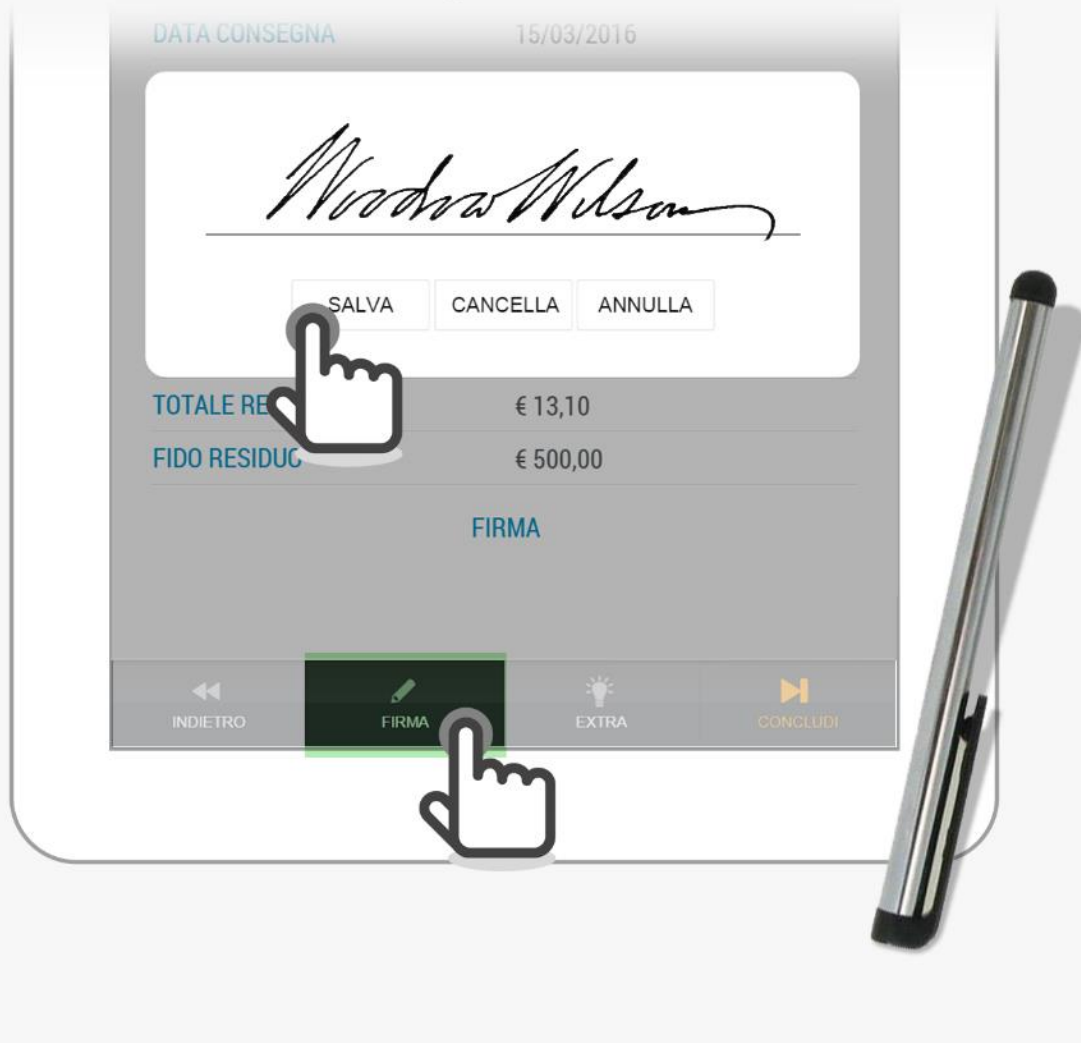 DATA CONSEGNA 15/03/2016
Woodrow Wilson
SALVA CANCELLA ANNULLA
TOTALE € 13,10
FIDO RESIDUO € 500,00
FIRMA
INDIETRO FIRMA EXTRA CONCLUDI